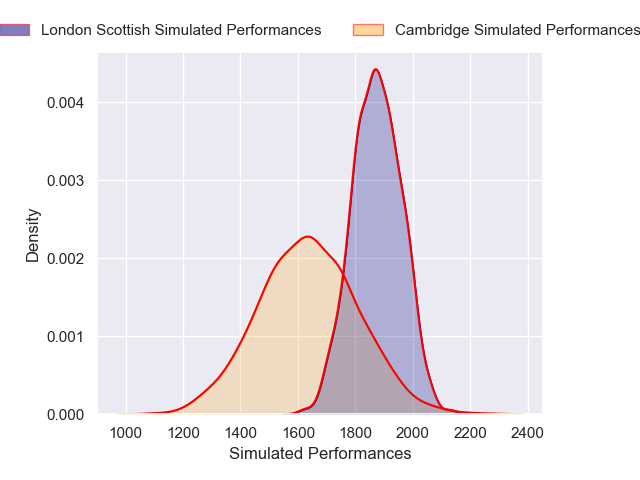 London Scottish Simulated Performances Cambridge Simulated Performances
0.004
0.003
0.002
0.001
0.000
Density
1000 1200 1400 1600 1800 2000 2200 2400
Simulated Performances